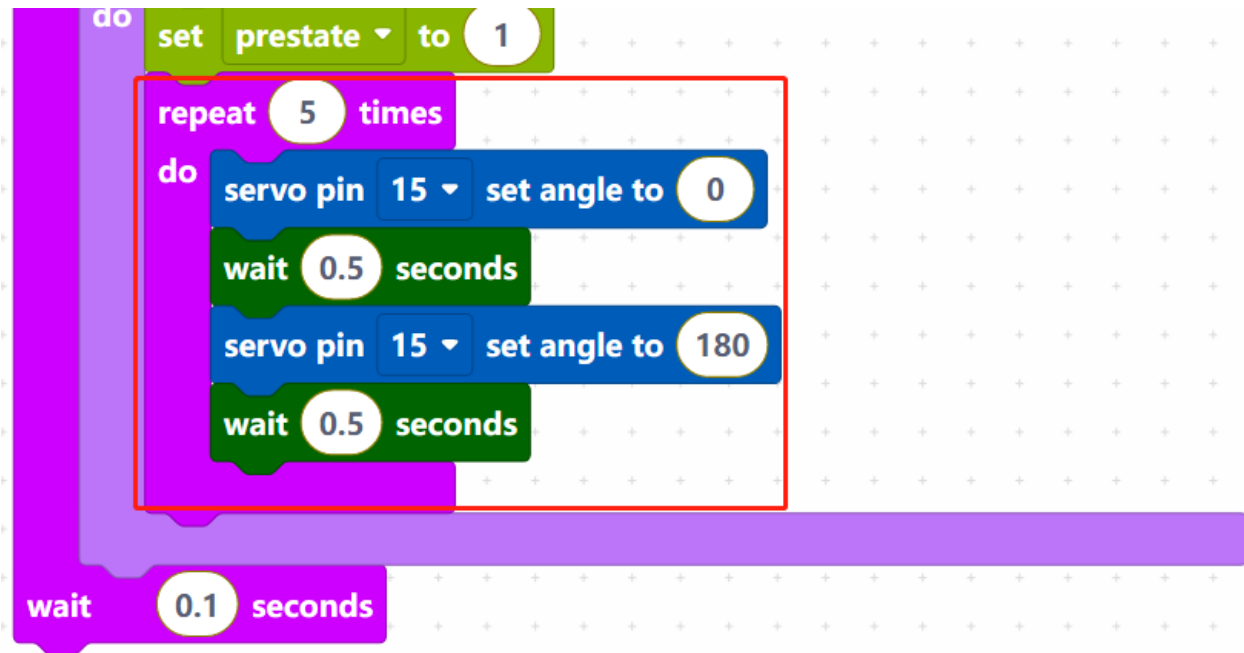 do
set prestate to 1
repeat 5 times
do
servo pin 15 set angle to 0
wait 0.5 seconds
servo pin 15 set angle to 180
wait 0.5 seconds
wait 0.1 seconds